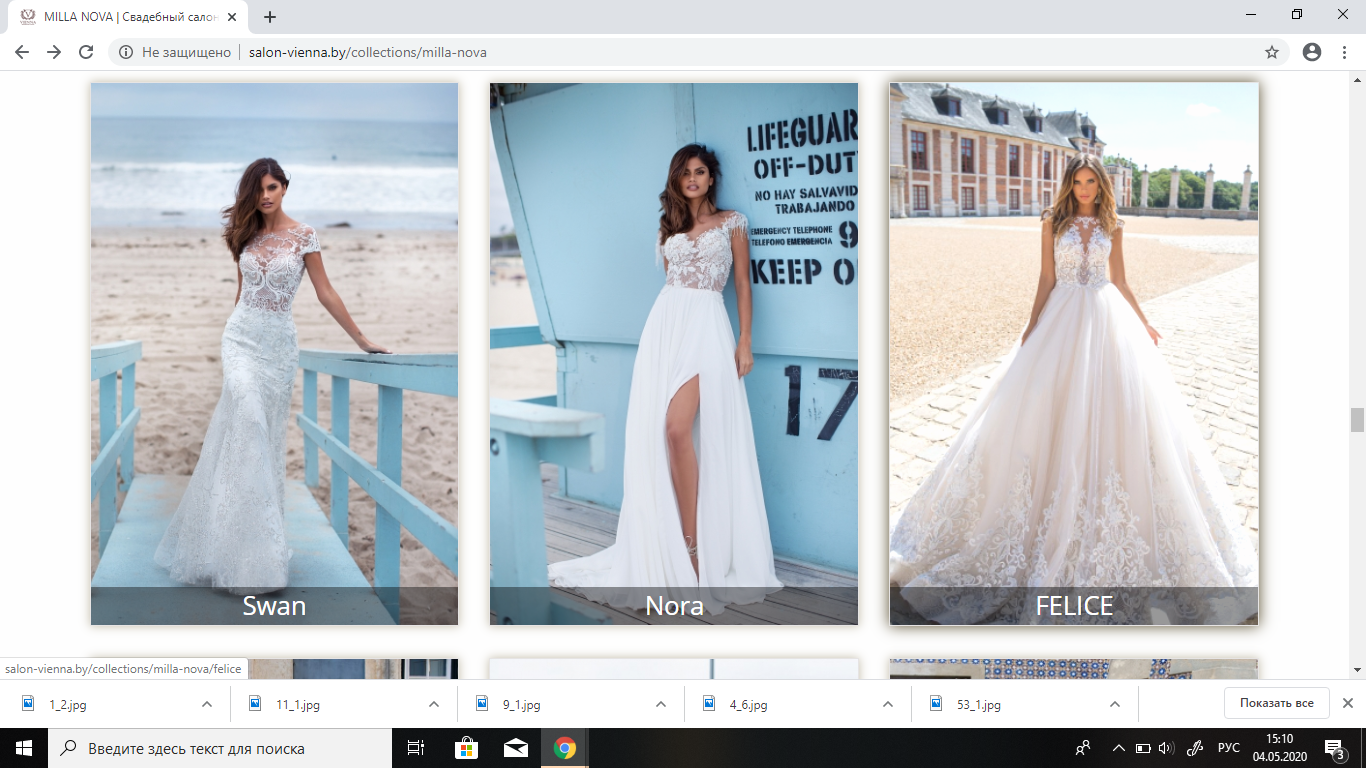 MILLA NOVA | Свадебный салон
Не защищено
salon-vienna.by/collections/milla-nova
LIFEGUAR
OFF-DUT
NO HAY SALVAVID
TRABAJANDO
EMERGENCY TELEPHONE
TELEFONO EMERGENCIA
9
KEEP O
17
Swan
Nora
FELICE
salon-vienna.by/collections/milla-nova/felice
1_2.jpg
11_1.jpg
9_1.jpg
4_6.jpg
53_1.jpg
Показать все
Введите здесь текст для поиска
РУС
15:10
04.05.2020
3